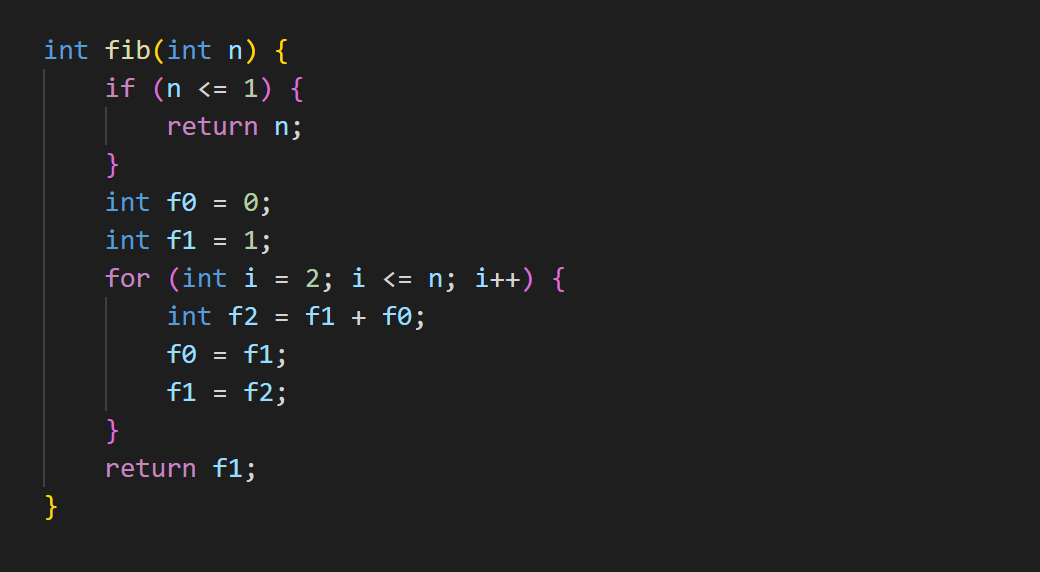 int fib(int n) {
    if (n <= 1) {
        return n;
    }
    int f0 = 0;
    int f1 = 1;
    for (int i = 2; i <= n; i++) {
        int f2 = f1 + f0;
        f0 = f1;
        f1 = f2;
    }
    return f1;
}